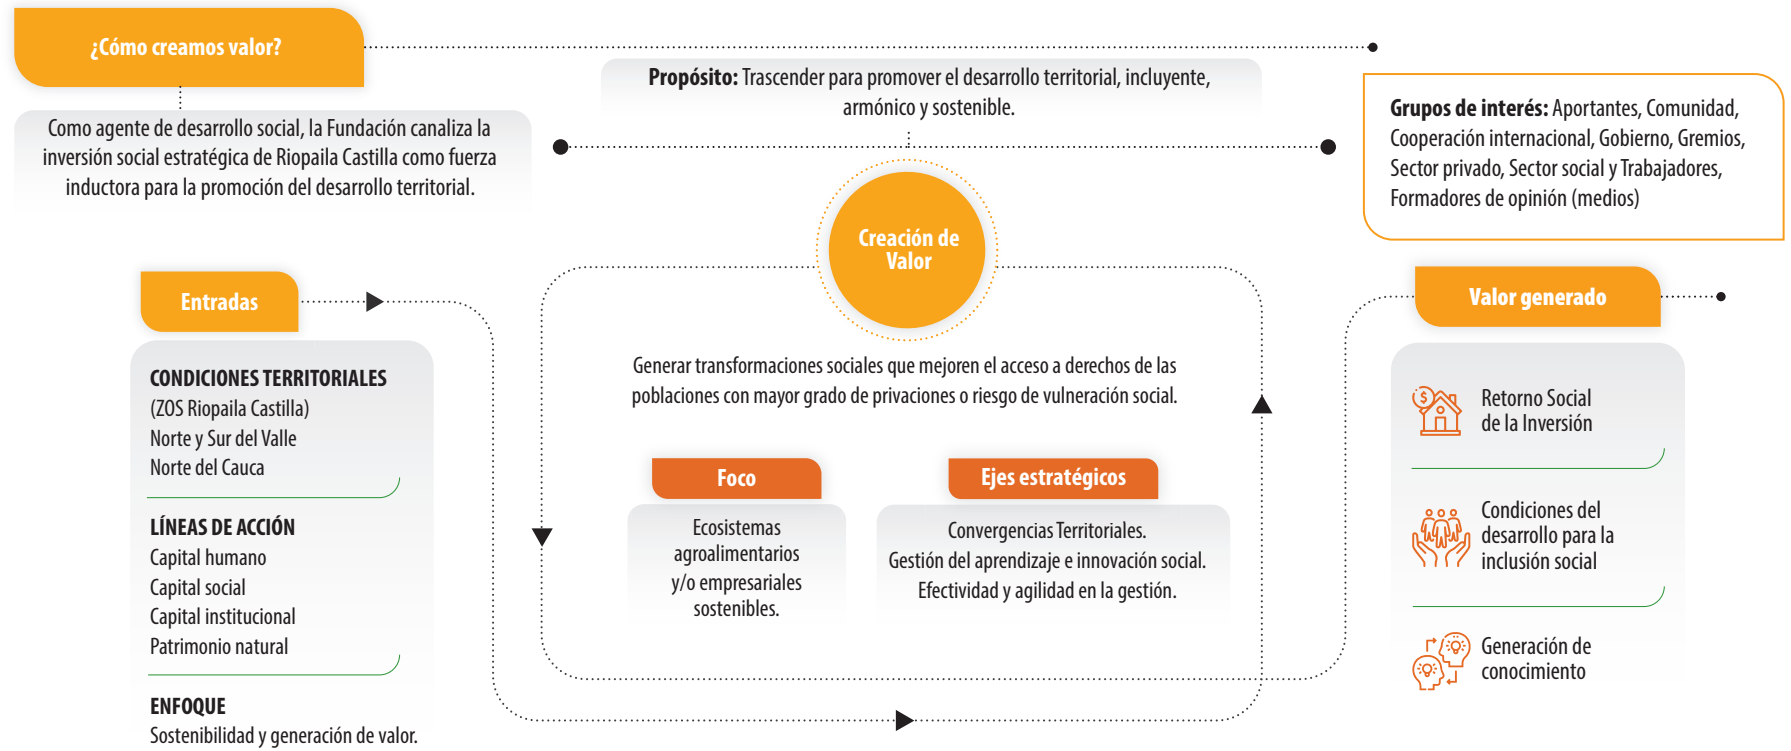 ¿Cómo creamos valor?
Como agente de desarrollo social, la Fundación canaliza la
inversión social estratégica de Riopaila Castilla como fuerza
inductora para la promoción del desarrollo territorial.
Propósito: Trascender para promover el desarrollo territorial, incluyente,
armónico y sostenible.
Grupos de interés: Aportantes, Comunidad,
Cooperación internacional, Gobierno, Gremios,
Sector privado, Sector social y Trabajadores,
Formadores de opinión (medios)
Entradas
CONDICIONES TERRITORIALES
(ZOS Riopaila Castilla)
Norte y Sur del Valle
Norte del Cauca
LÍNEAS DE ACCIÓN
Capital humano
Capital social
Capital institucional
Patrimonio natural
ENFOQUE
Sostenibilidad y generación de valor.
Creación de
Valor
Generar transformaciones sociales que mejoren el acceso a derechos de las
poblaciones con mayor grado de privaciones o riesgo de vulneración social.
Foco
Ecosistemas
agroalimentarios
y/o empresariales
sostenibles.
Ejes estratégicos
Convergencias Territoriales.
Gestión del aprendizaje e innovación social.
Efectividad y agilidad en la gestión.
Valor generado
$
Retorno Social
de la Inversión
Condiciones del
desarrollo para la
inclusión social
Generación de
conocimiento